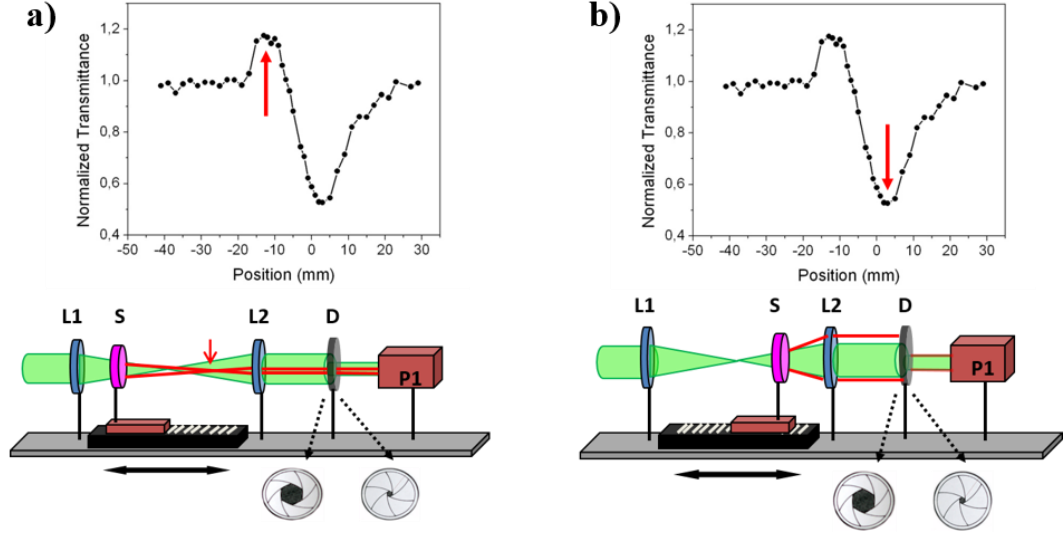 a)
1,2
1,0
0,8
0,6
0,4
Normalized Transmittance
-50 -40 -30 -20 -10 0 10 20 30 40
Position (mm)
L1 S L2 D
P1
b)
1,2
1,0
0,8
0,6
0,4
Normalized Transmittance
-50 -40 -30 -20 -10 0 10 20 30 40
Position (mm)
L1 S L2 D
P1